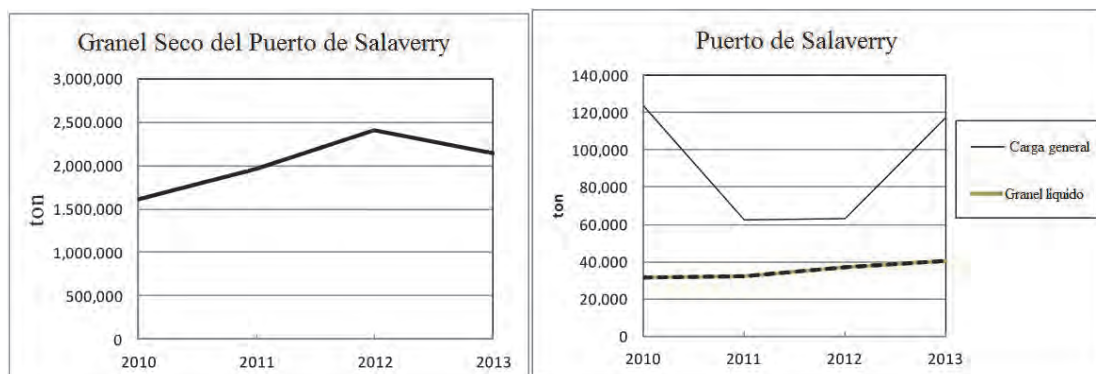 Granel Seco del Puerto de Salaverry
3,000,000
2,500,000
2,000,000
1,500,000
1,000,000
500,000
0
ton
2010 2011 2012 2013
Puerto de Salaverry
140,000
120,000
100,000
80,000
60,000
40,000
20,000
0
ton
2010 2011 2012 2013
Carga general
Granel liquido